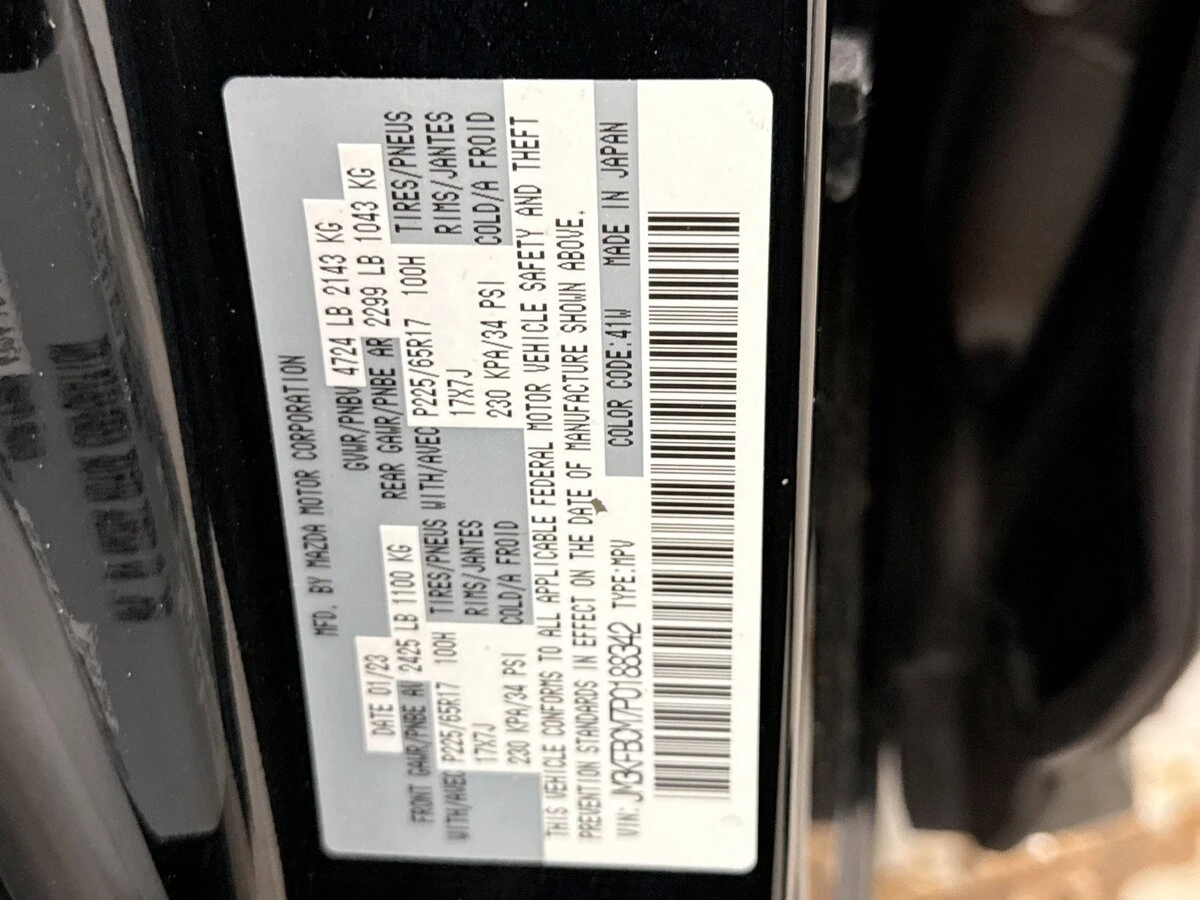 MFD. BY MAZDA MOTOR CORPORATION
DATE 01/23 GVWR/PNBV 4724 LB 2143 KG
FRONT GAWR/PNBE AV 2425 LB 1100 KG REAR GAWR/PNBE AR 2299 LB 1043 KG
WITH/AVEC P225/65R17 100H TIRES/PNEUS WITH/AVEC P225/65R17 100H TIRES/PNEUS
17X7J RIMS/JANTES 17X7J RIMS/JANTES
230 KPA/34 PSI COLD/A FROID 230 KPA/34 PSI COLD/A FROID
THIS VEHICLE CONFORMS TO ALL APPLICABLE FEDERAL MOTOR VEHICLE SAFETY AND THEFT
PREVENTION STANDARDS IN EFFECT ON THE DATE OF MANUFACTURE SHOWN ABOVE.
VIN: JM3KFBCM7P0188342 TYPE:MPV COLOR CODE:41W MADE IN JAPAN